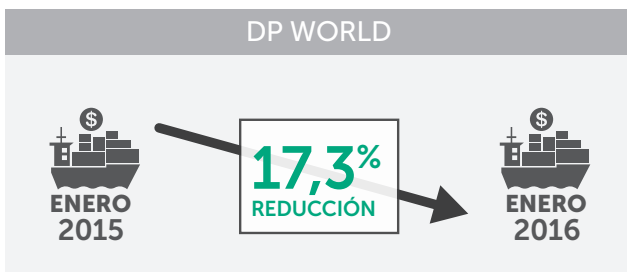 DP WORLD
$
$
17,3%
REDUCCIÓN
ENERO
2015
ENERO
2016